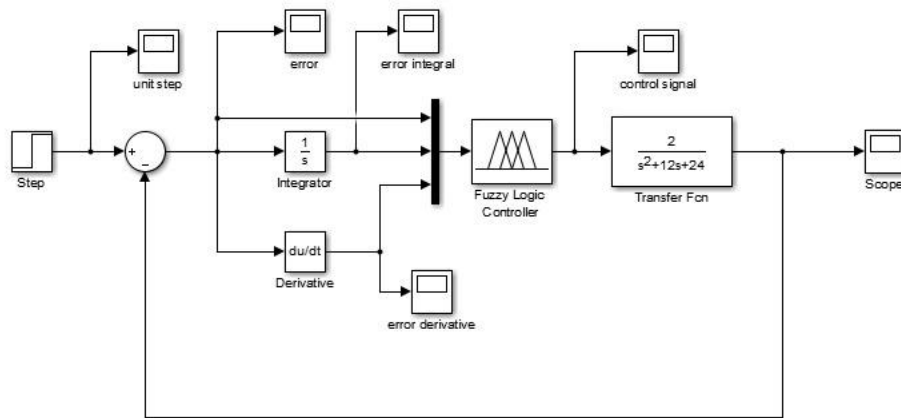 unit step
error
error integral
control signal
+
−
Step
1
s
Integrator
Fuzzy Logic
Controller
2
s²+12s+24
Transfer Fcn
Scope
du/dt
Derivative
error derivative